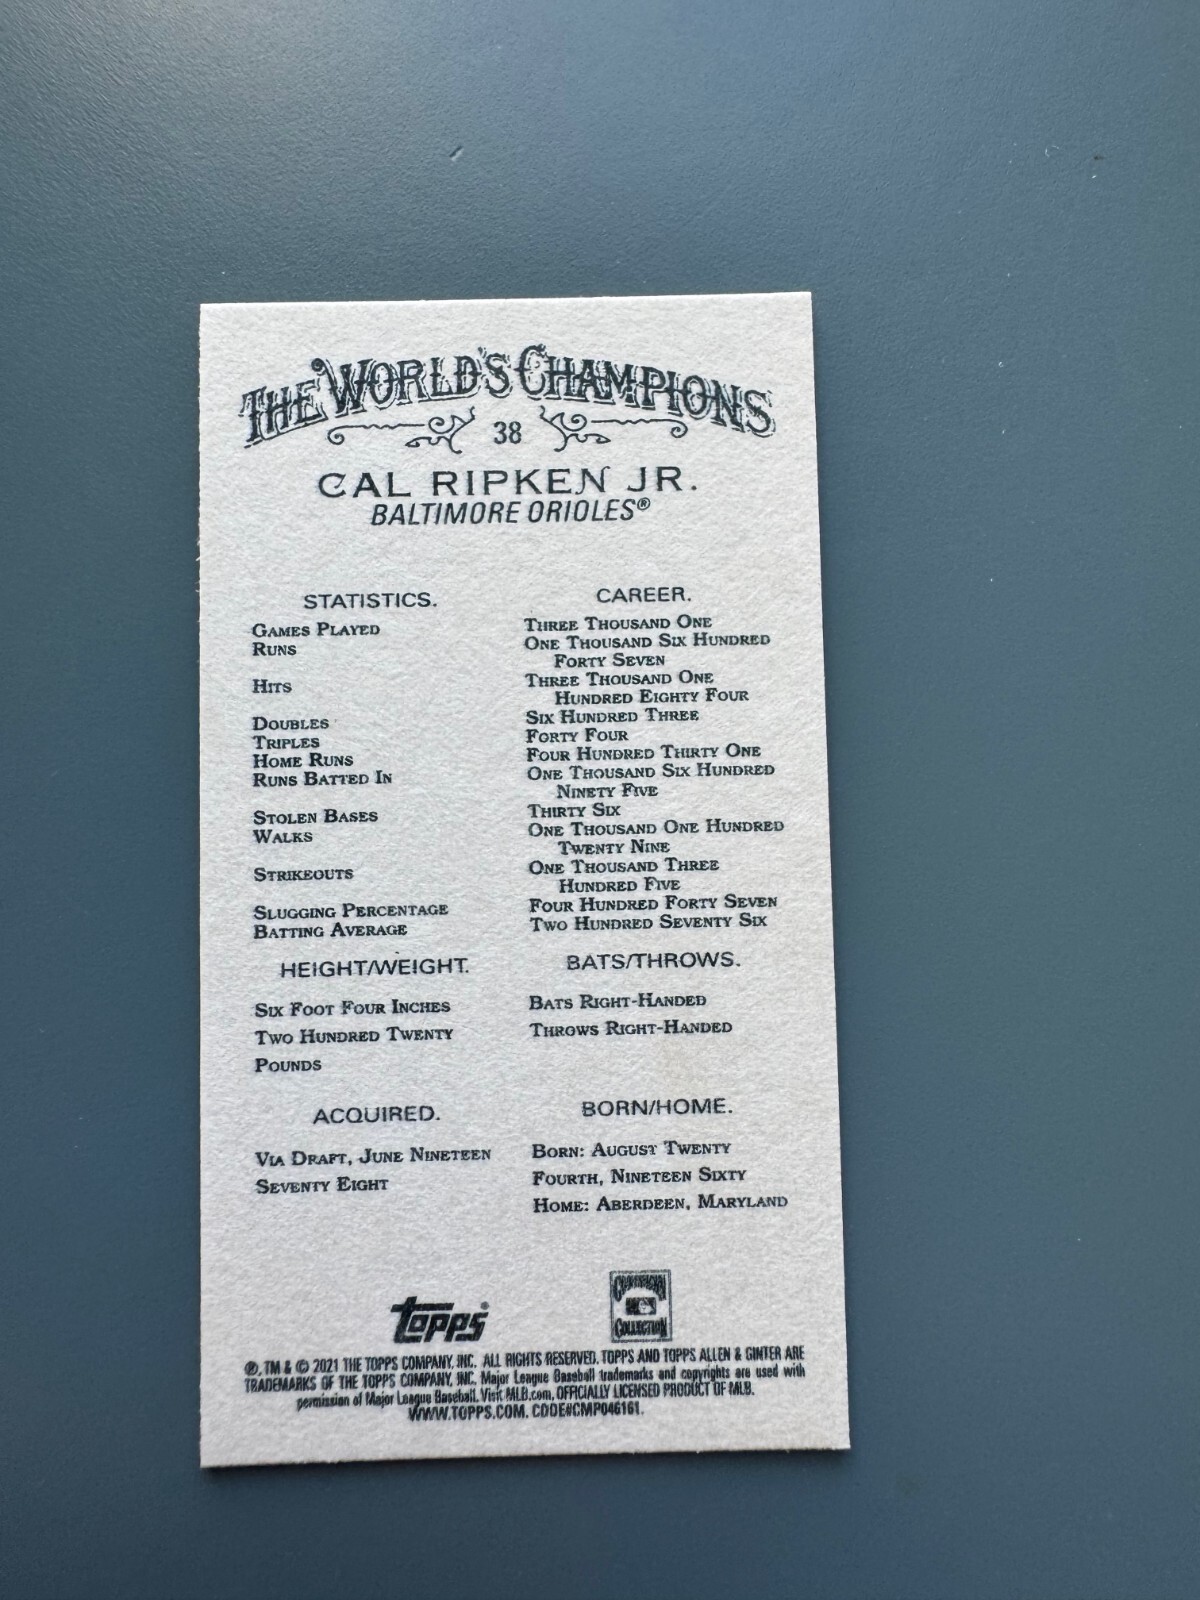 THE WORLD'S CHAMPIONS
38
CAL RIPKEN JR.
BALTIMORE ORIOLES®
STATISTICS. CAREER.
GAMES PLAYED THREE THOUSAND ONE
RUNS ONE THOUSAND SIX HUNDRED
FORTY SEVEN
HITS THREE THOUSAND ONE
HUNDRED EIGHTY FOUR
DOUBLES SIX HUNDRED THREE
TRIPLES FORTY FOUR
HOME RUNS FOUR HUNDRED THIRTY ONE
RUNS BATTED IN ONE THOUSAND SIX HUNDRED
NINETY FIVE
STOLEN BASES THIRTY SIX
WALKS ONE THOUSAND ONE HUNDRED
TWENTY NINE
STRIKEOUTS ONE THOUSAND THREE
HUNDRED FIVE
SLUGGING PERCENTAGE FOUR HUNDRED FORTY SEVEN
BATTING AVERAGE TWO HUNDRED SEVENTY SIX
HEIGHT/WEIGHT. BATS/THROWS.
SIX FOOT FOUR INCHES BATS RIGHT-HANDED
TWO HUNDRED TWENTY THROWS RIGHT-HANDED
POUNDS
ACQUIRED. BORN/HOME.
VIA DRAFT, JUNE NINETEEN BORN: AUGUST TWENTY
SEVENTY EIGHT FOURTH, NINETEEN SIXTY
HOME: ABERDEEN, MARYLAND
topps®
COOPERSTOWN
COLLECTION
®, TM & © 2021 THE TOPPS COMPANY, INC. ALL RIGHTS RESERVED. TOPPS AND TOPPS ALLEN & GINTER ARE
TRADEMARKS OF THE TOPPS COMPANY, INC. Major League Baseball trademarks and copyrights are used with
permission of Major League Baseball. Visit MLB.com. OFFICIALLY LICENSED PRODUCT OF MLB.
WWW.TOPPS.COM. CODE#CMP046161.